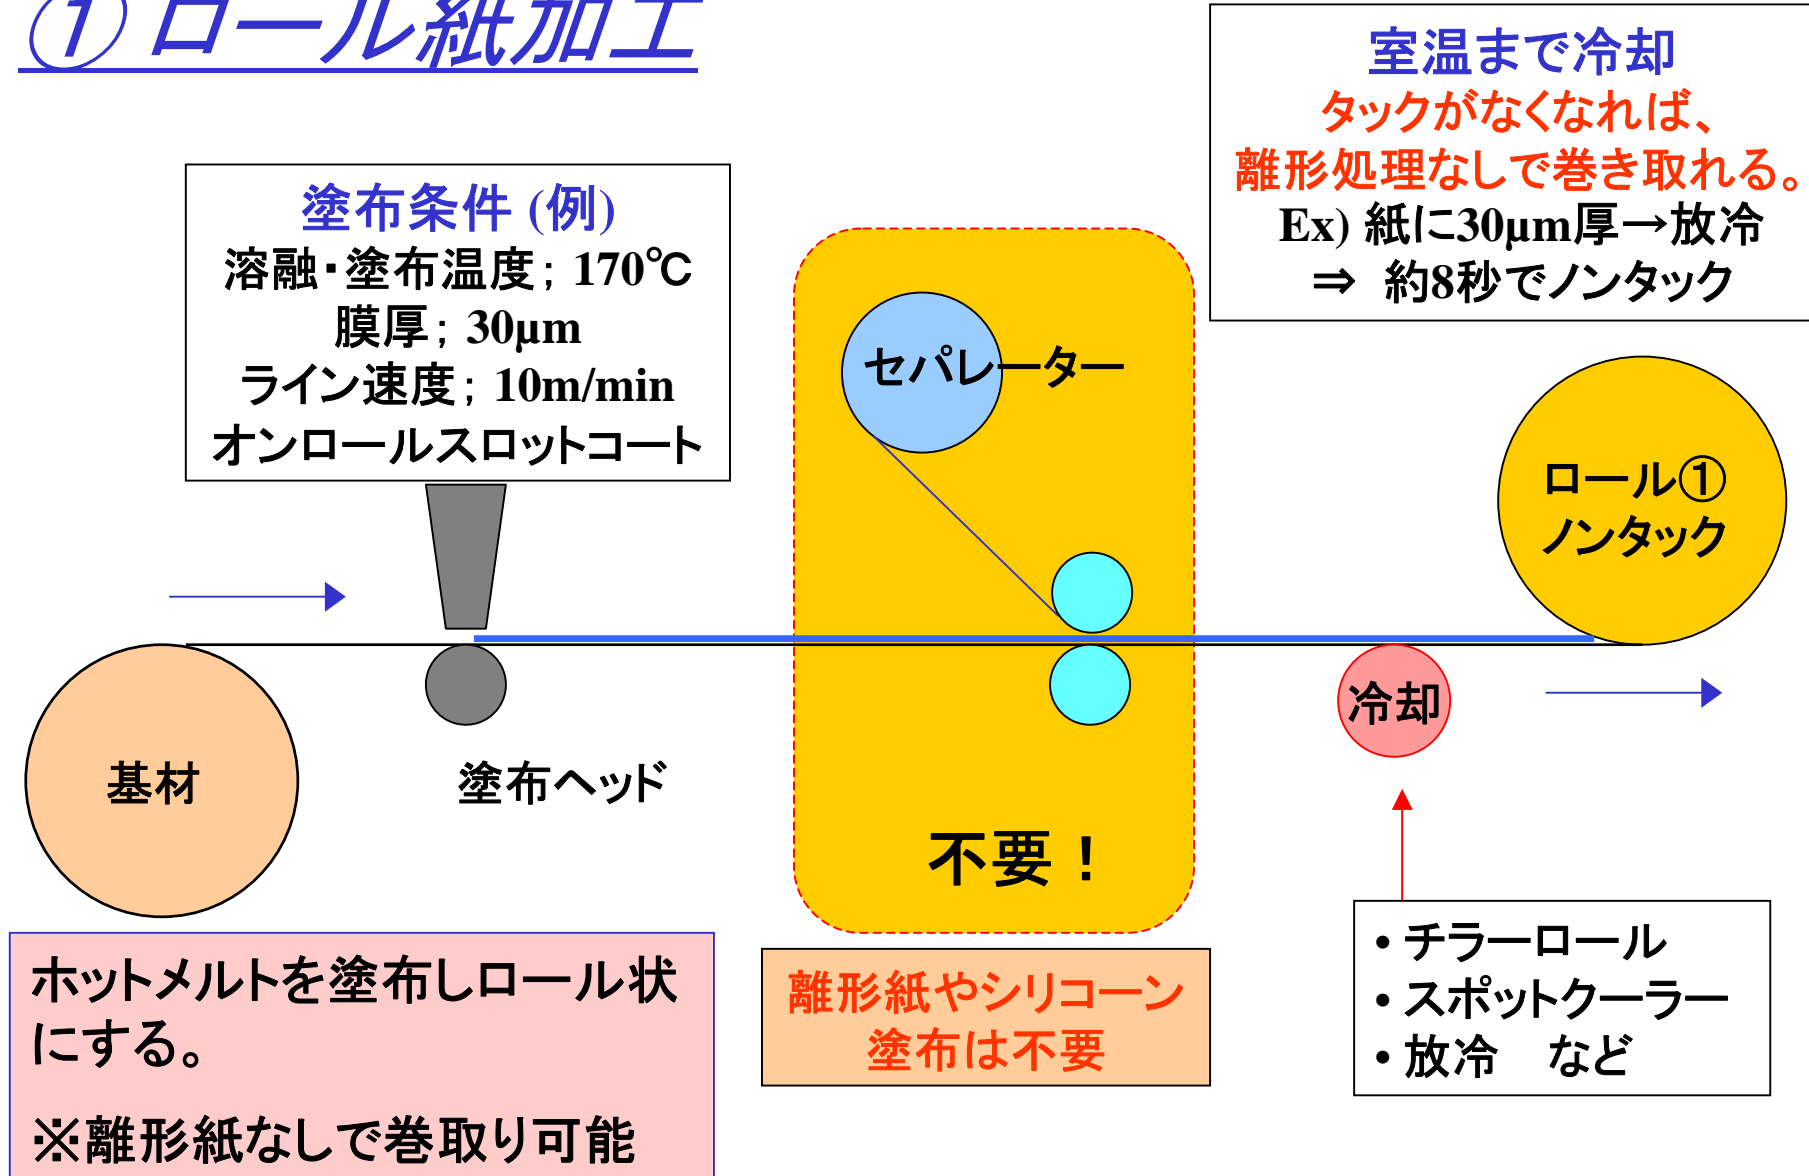 ① ロール紙加工
室温まで冷却
タックがなくなれば、
離形処理なしで巻き取れる。
Ex) 紙に30μm厚→放冷
⇒ 約8秒でノンタック
塗布条件 (例)
溶融・塗布温度; 170℃
膜厚; 30μm
ライン速度; 10m/min
オンロールスロットコート
セパレーター
ロール①
ノンタック
基材
塗布ヘッド
冷却
不要!
ホットメルトを塗布しロール状
にする。
※離形紙なしで巻取り可能
離形紙やシリコーン
塗布は不要
• チラーロール
• スポットクーラー
• 放冷 など